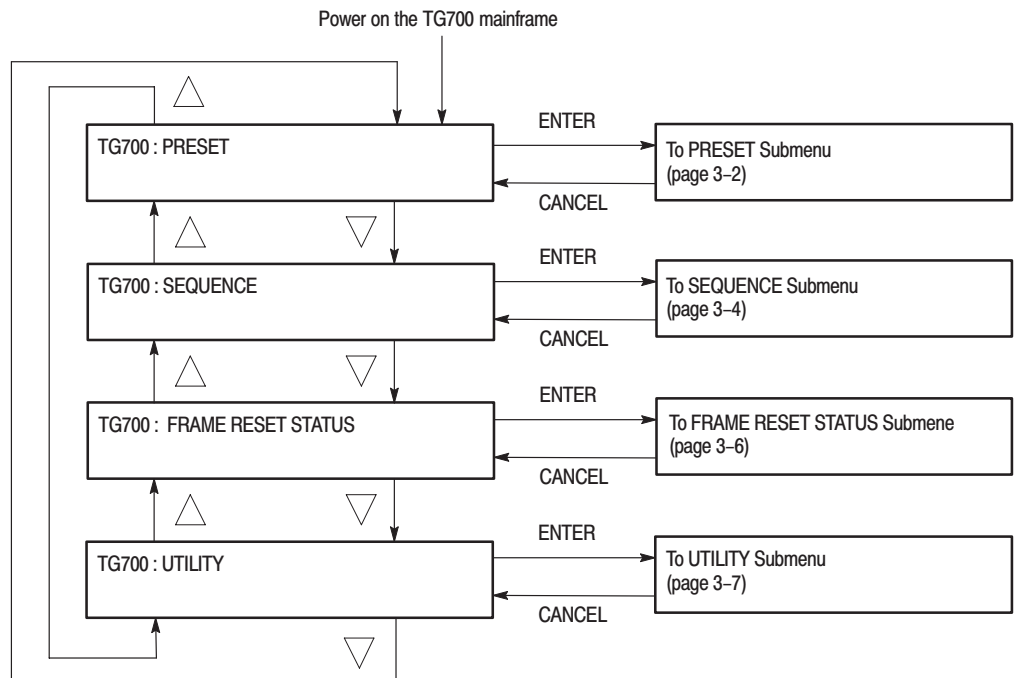 Power on the TG700 mainframe
TG700 : PRESET
ENTER
CANCEL
To PRESET Submenu
(page 3–2)
TG700 : SEQUENCE
ENTER
CANCEL
To SEQUENCE Submenu
(page 3–4)
TG700 : FRAME RESET STATUS
ENTER
CANCEL
To FRAME RESET STATUS Submene
(page 3–6)
TG700 : UTILITY
ENTER
CANCEL
To UTILITY Submenu
(page 3–7)